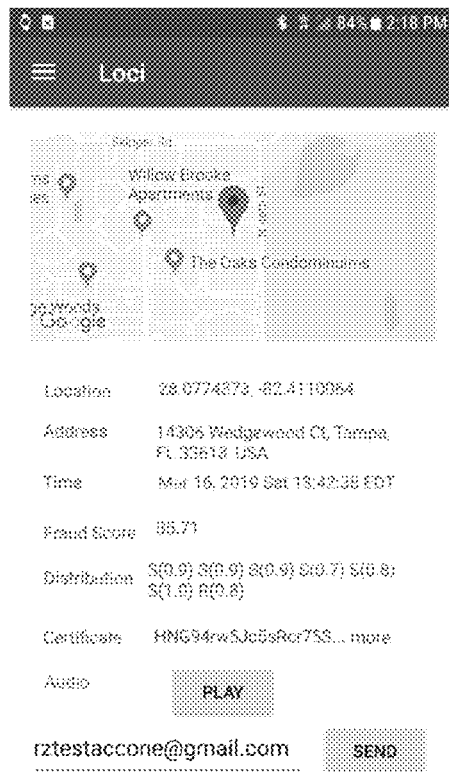 84% 2:18 PM
Loci
Willow Brooke
Apartments
The Oaks Condominiums
Google
Location 28.0774373, -82.4110064
Address 14306 Wedgewood Ct, Tampa,
FL 33613 USA
Time Mar 16, 2019 Sat 13:42:38 EDT
Fraud Score 85.71
Distribution S(0.9) S(0.9) S(0.9) S(0.7) S(0.8)
S(1.0) R(0.8)
Certificate more
Audio PLAY
rztestaccone@gmail.com SEND